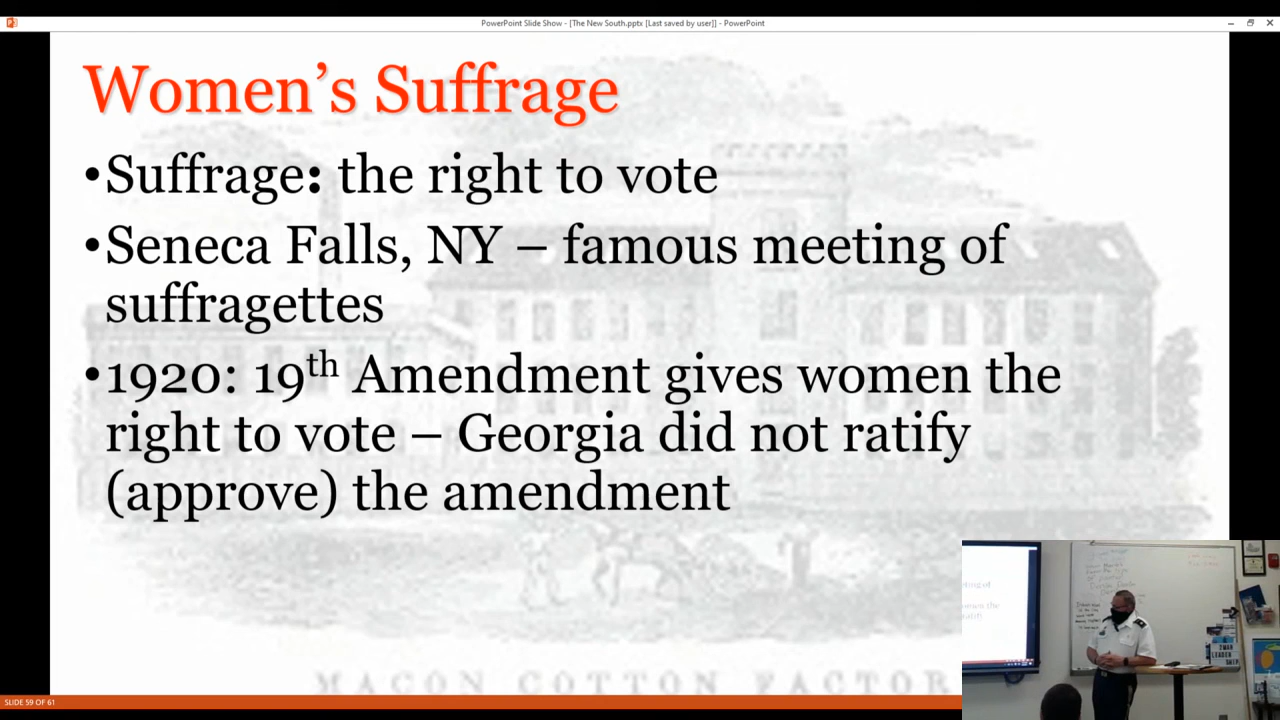 PowerPoint Slide Show - [The New South.pptx [Last saved by user]] - PowerPoint
Women's Suffrage
•Suffrage: the right to vote
•Seneca Falls, NY – famous meeting of
suffragettes
•1920: 19th Amendment gives women the
right to vote – Georgia did not ratify
(approve) the amendment
COTTON FACTOR
SLIDE 59 OF 61